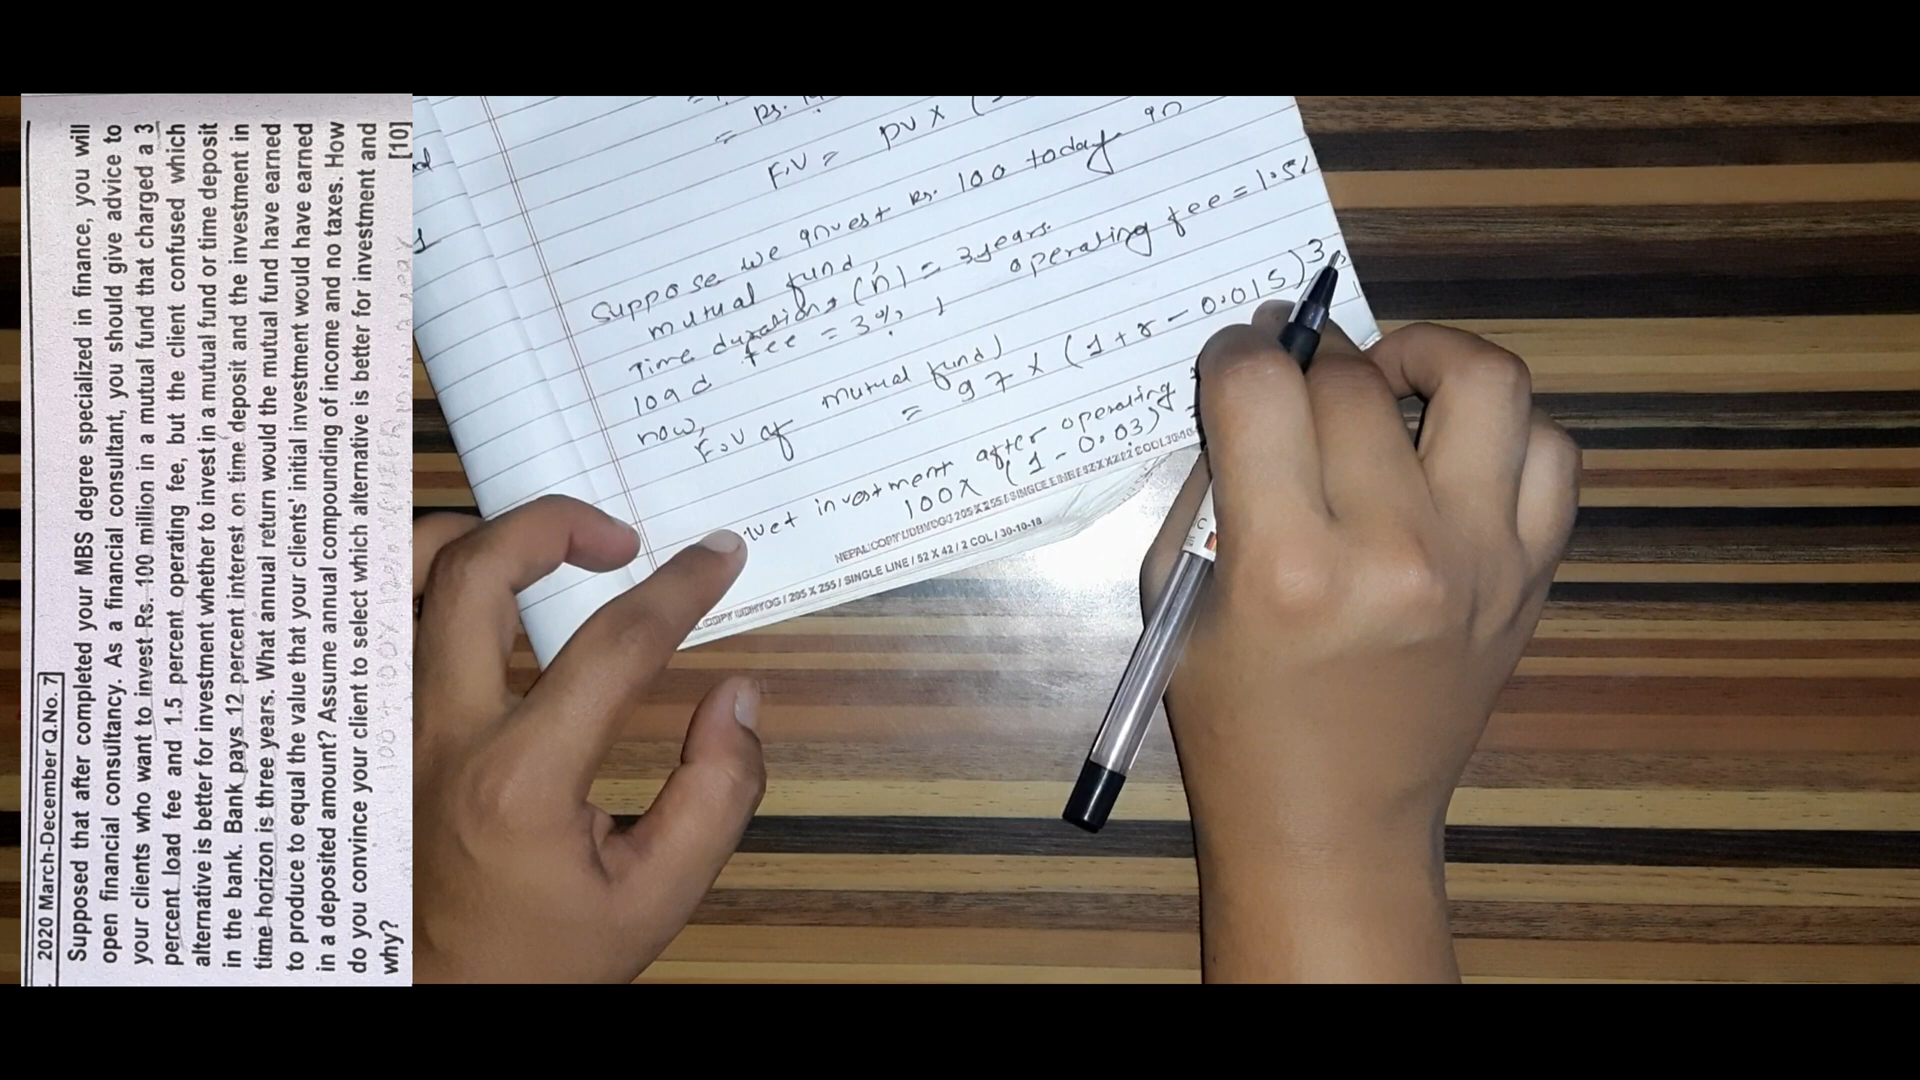 2020 March-December Q.No. 7
Supposed that after completed your MBS degree specialized in finance, you will
open financial consultancy. As a financial consultant, you should give advice to
your clients who want to invest Rs. 100 million in a mutual fund that charged a 3
percent load fee and 1.5 percent operating fee, but the client confused which
alternative is better for investment whether to invest in a mutual fund or time deposit
in the bank. Bank pays 12 percent interest on time deposit and the investment in
time horizon is three years. What annual return would the mutual fund have earned
to produce to equal the value that your clients' initial investment would have earned
in a deposited amount? Assume annual compounding of income and no taxes. How
do you convince your client to select which alternative is better for investment and
why? [10]
= Rs.
F.V = PV X (
Suppose we invest Rs. 100 today in
mutual fund,
Time durations (n) = 3 years.
load fee = 3%, operating fee = 1.5%
now,
F.V of mutual fund)
= 97 x (1 + r - 0.015)3
Net investment after operating
100x (1 - 0.03)
NEPAL COPY UDHYOG / 205 X 255 / SINGLE LINE
COPY UDHYOG / 205 X 255 / SINGLE LINE / 52 X 42 / 2 COL / 30-10-18